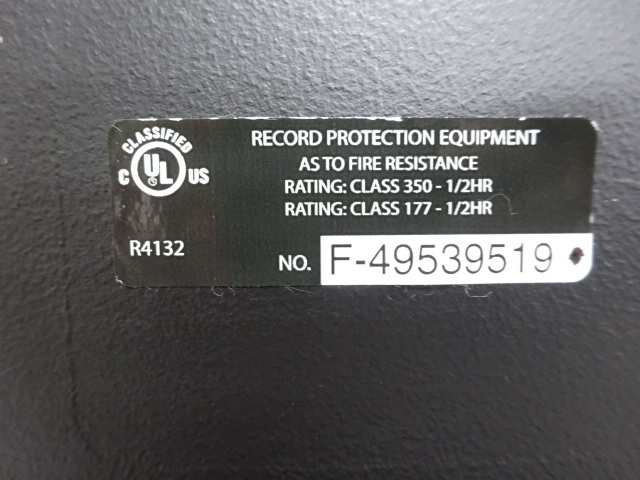 CLASSIFIED
C UL US
RECORD PROTECTION EQUIPMENT
AS TO FIRE RESISTANCE
RATING: CLASS 350 - 1/2HR
RATING: CLASS 177 - 1/2HR
R4132
NO. F-49539519